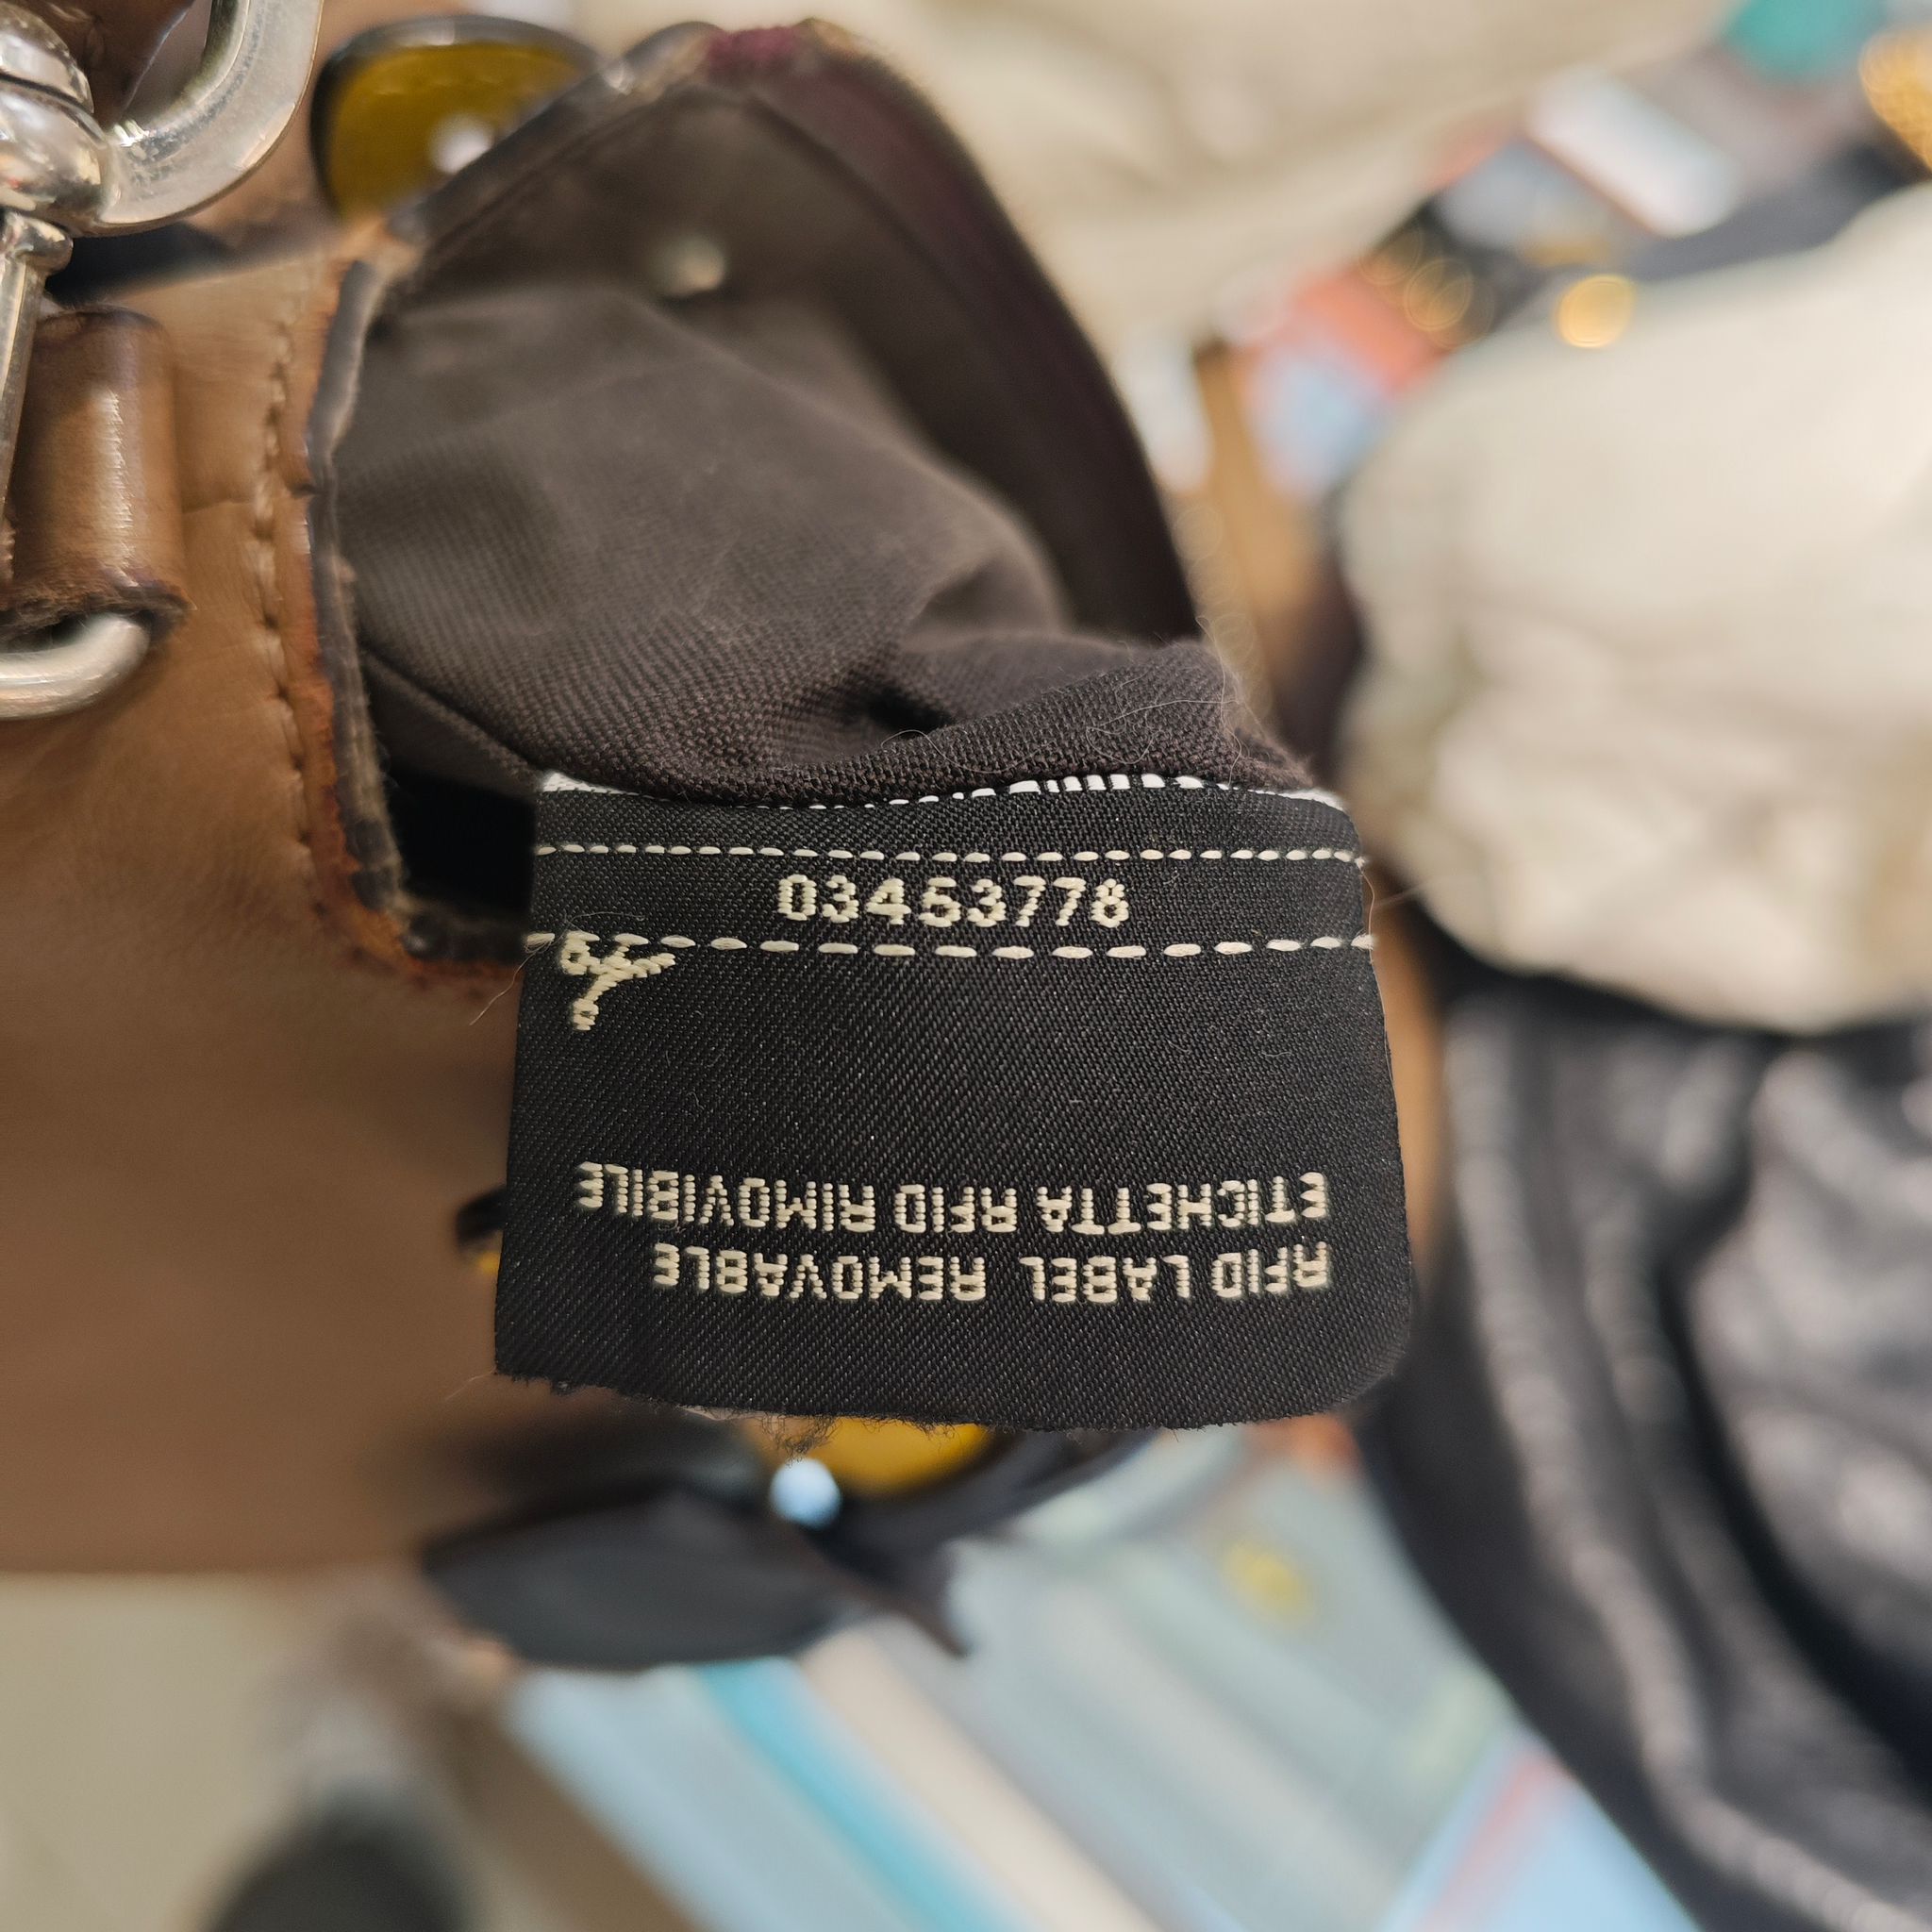 03453778
RFID LABEL REMOVABLE
ETICHETTA RFID RIMOVIBILE